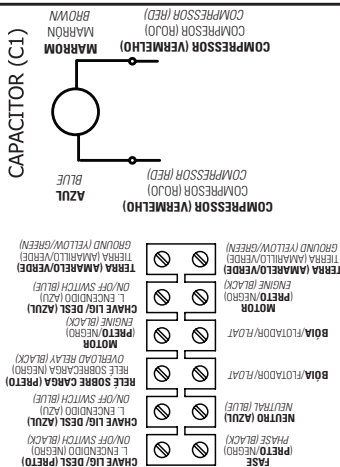 FASE
(PRETO/NEGRO)
PHASE (BLACK)
NEUTRO (AZUL)
NEUTRAL (BLUE)
BÓIA/FLOTADOR/FLOAT
BÓIA/FLOTADOR/FLOAT
MOTOR
(PRETO/NEGRO)
ENGINE (BLACK)
TERRA (AMARELO/VERDE)
TIERRA (AMARILLO/VERDE)
GROUND (YELLOW/GREEN)
CHAVE LIG/ DESL (PRETO)
L. ENCENDIDO (NEGRO)
ON/OFF SWITCH (BLACK)
CHAVE LIG/ DESL (AZUL)
L. ENCENDIDO (AZU)
ON/OFF SWITCH (BLUE)
RELÉ SOBRE CARGA (PRETO)
RELÉ SOBRECARGA (NEGRO)
OVERLOAD RELAY (BLACK)
MOTOR
(PRETO/NEGRO)
ENGINE (BLACK)
CHAVE LIG/ DESL (AZUL)
L. ENCENDIDO (AZU)
ON/OFF SWITCH (BLUE)
TERRA (AMARELO/VERDE)
TIERRA (AMARILLO/VERDE)
GROUND (YELLOW/GREEN)
COMPRESSOR (VERMELHO)
COMPRESOR (ROJO)
COMPRESSOR (RED)
AZUL
BLUE
COMPRESSOR (VERMELHO)
COMPRESOR (ROJO)
COMPRESSOR (RED)
MARROM
MARRÓN
BROWN
CAPACITOR (C1)